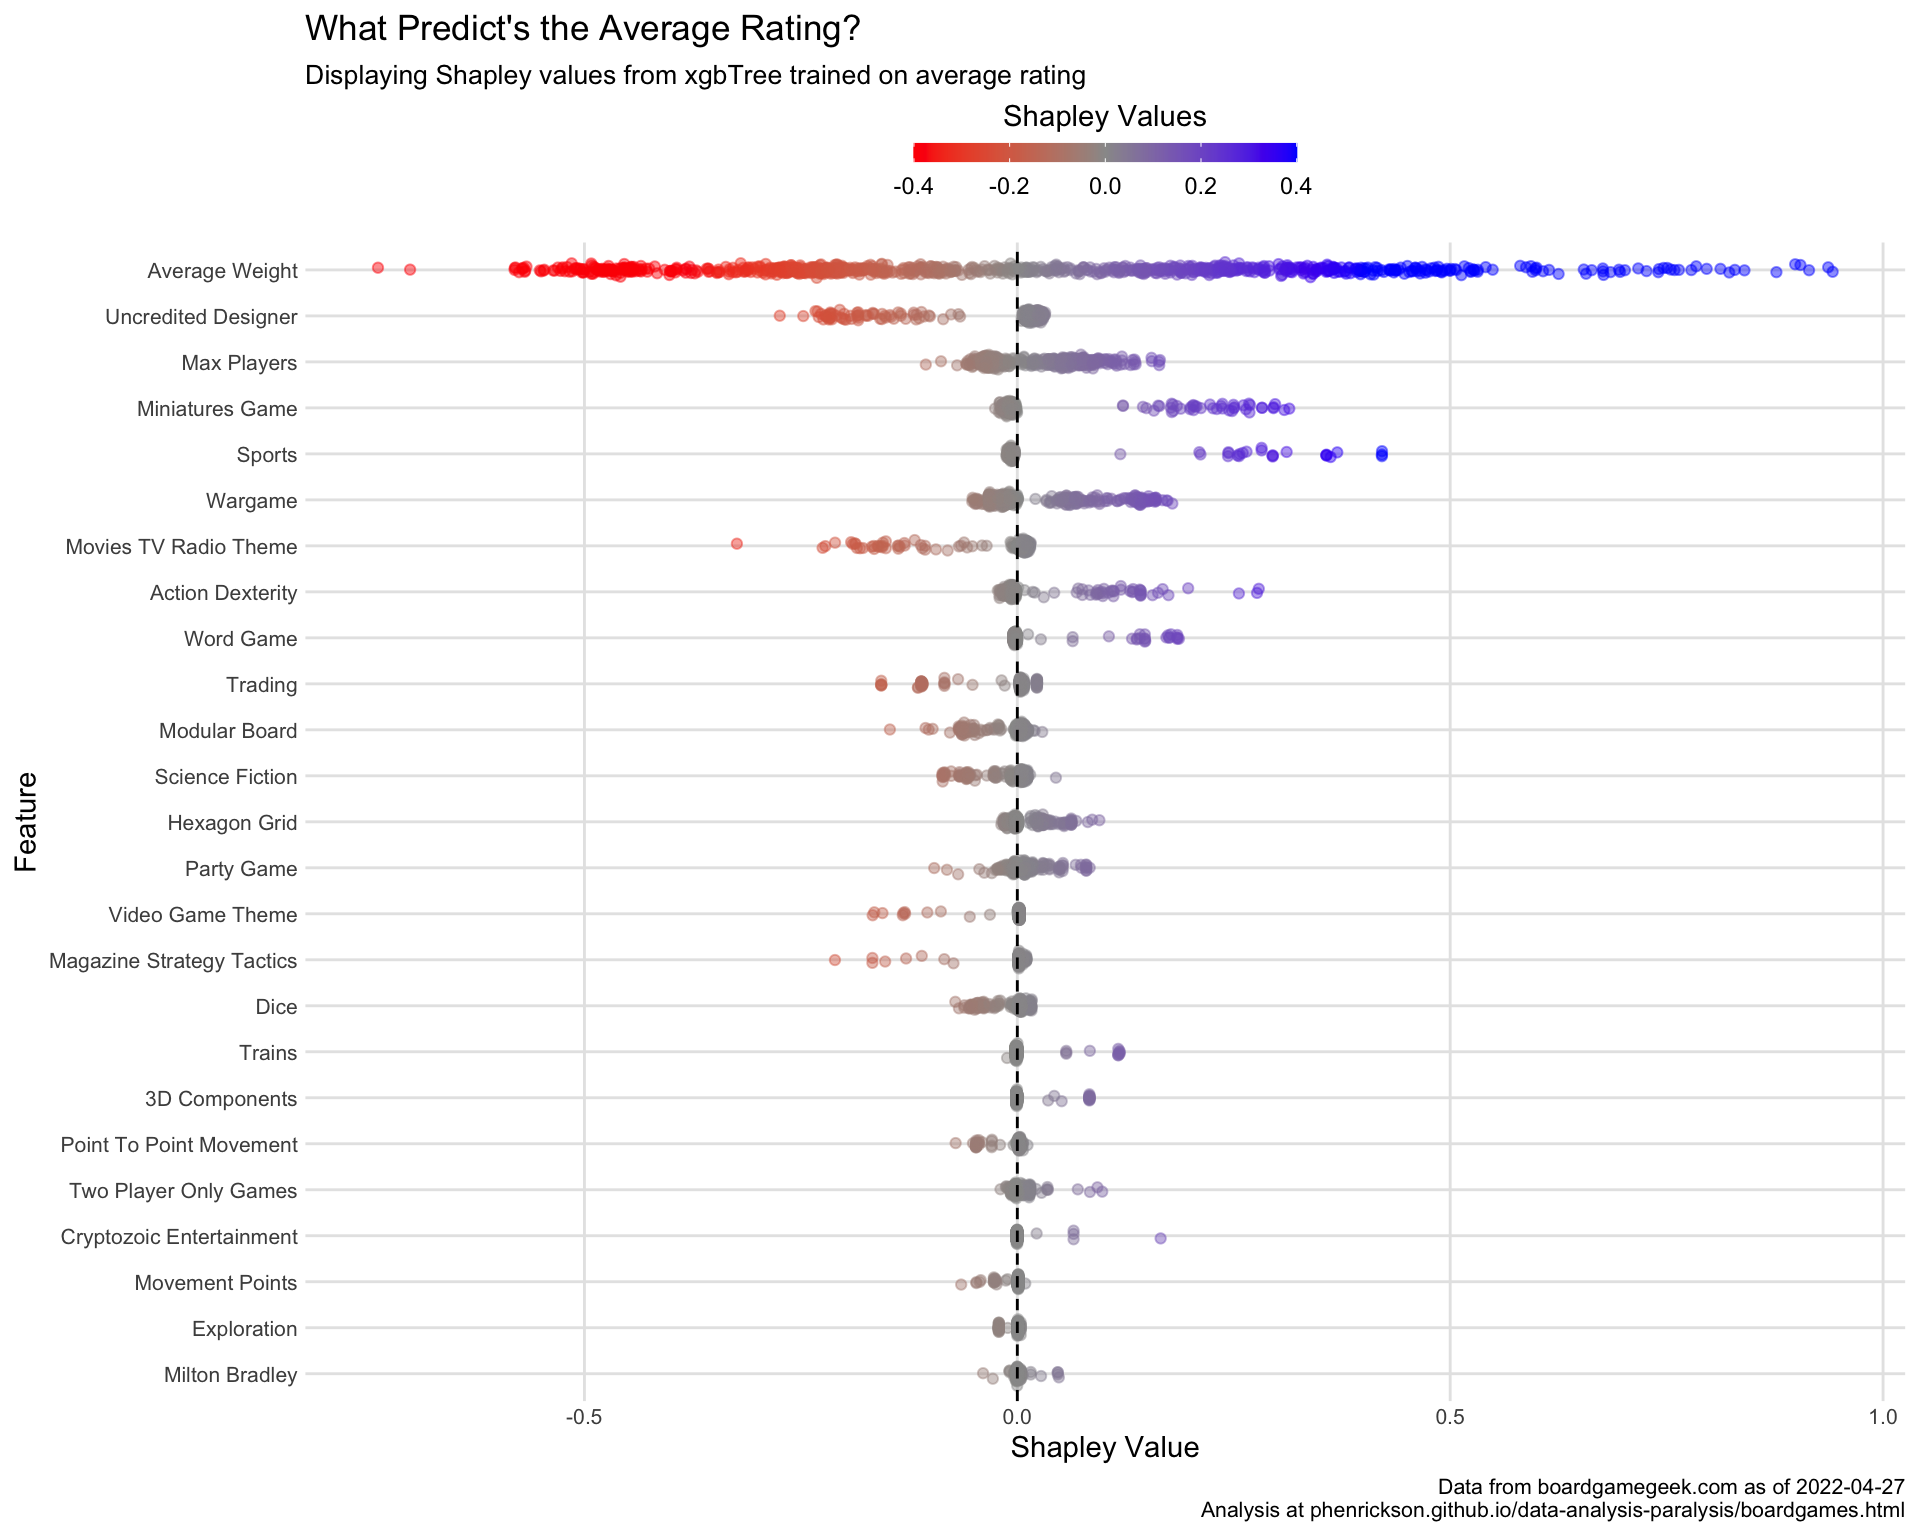 What Predict's the Average Rating?
Displaying Shapley values from xgbTree trained on average rating
Shapley Values
-0.4 -0.2 0.0 0.2 0.4
Average Weight
Uncredited Designer
Max Players
Miniatures Game
Sports
Wargame
Movies TV Radio Theme
Action Dexterity
Word Game
Trading
Modular Board
Science Fiction
Hexagon Grid
Party Game
Video Game Theme
Magazine Strategy Tactics
Dice
Trains
3D Components
Point To Point Movement
Two Player Only Games
Cryptozoic Entertainment
Movement Points
Exploration
Milton Bradley
Feature
-0.5 0.0 0.5 1.0
Shapley Value
Data from boardgamegeek.com as of 2022-04-27
Analysis at phenrickson.github.io/data-analysis-paralysis/boardgames.html